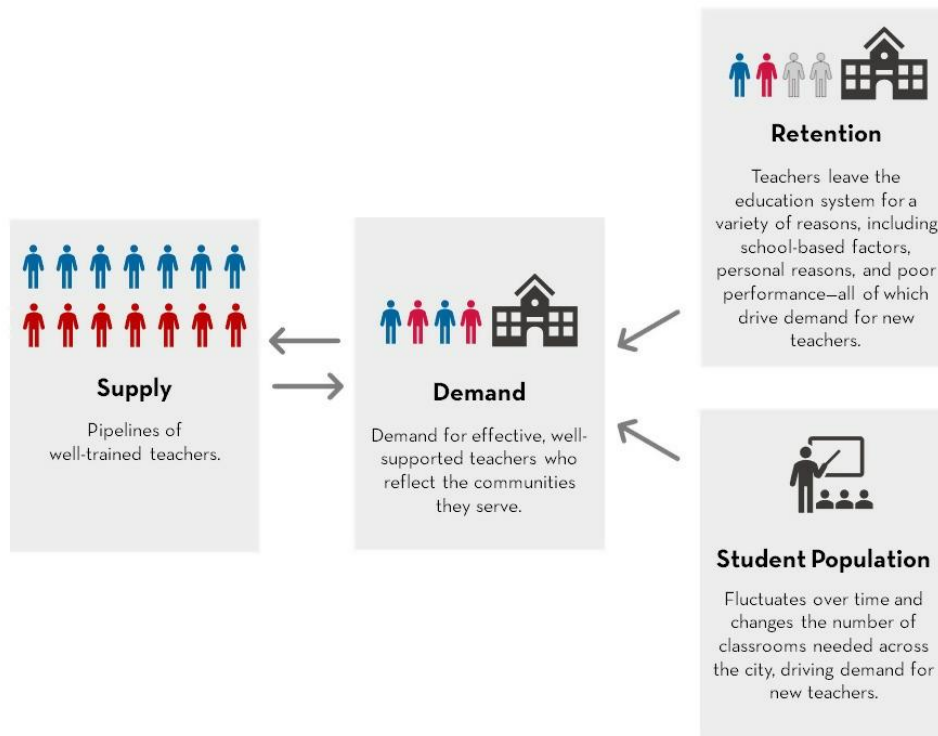 Supply
Pipelines of
well-trained teachers.
Demand
Demand for effective, well-
supported teachers who
reflect the communities
they serve.
Retention
Teachers leave the
education system for a
variety of reasons, including
school-based factors,
personal reasons, and poor
performance—all of which
drive demand for new
teachers.
Student Population
Fluctuates over time and
changes the number of
classrooms needed across
the city, driving demand for
new teachers.